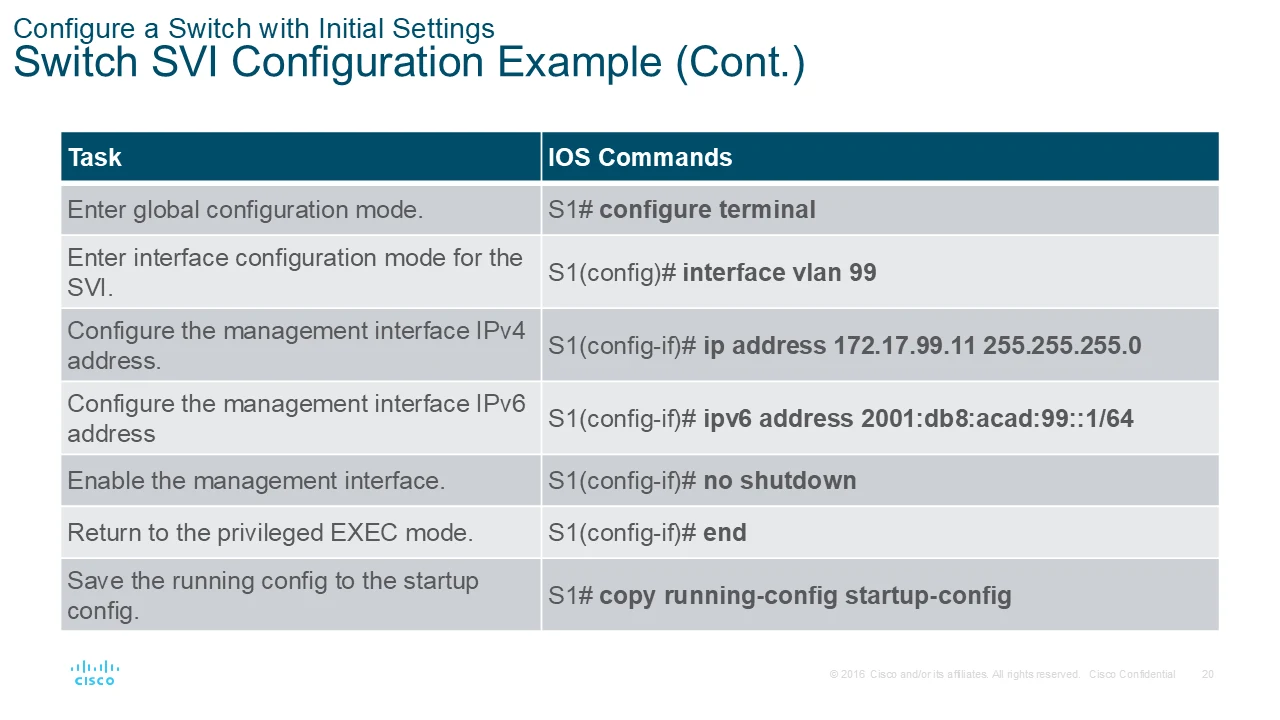 Configure a Switch with Initial Settings
Switch SVI Configuration Example (Cont.)
Task
IOS Commands
Enter global configuration mode.
S1# configure terminal
Enter interface configuration mode for the
SVI.
S1(config)# interface vlan 99
Configure the management interface IPv4
address.
S1(config-if)# ip address 172.17.99.11 255.255.255.0
Configure the management interface IPv6
address
S1(config-if)# ipv6 address 2001:db8:acad:99::1/64
Enable the management interface.
S1(config-if)# no shutdown
Return to the privileged EXEC mode.
S1(config-if)# end
Save the running config to the startup
config.
S1# copy running-config startup-config
CISCO
© 2016 Cisco and/or its affiliates. All rights reserved. Cisco Confidential
20